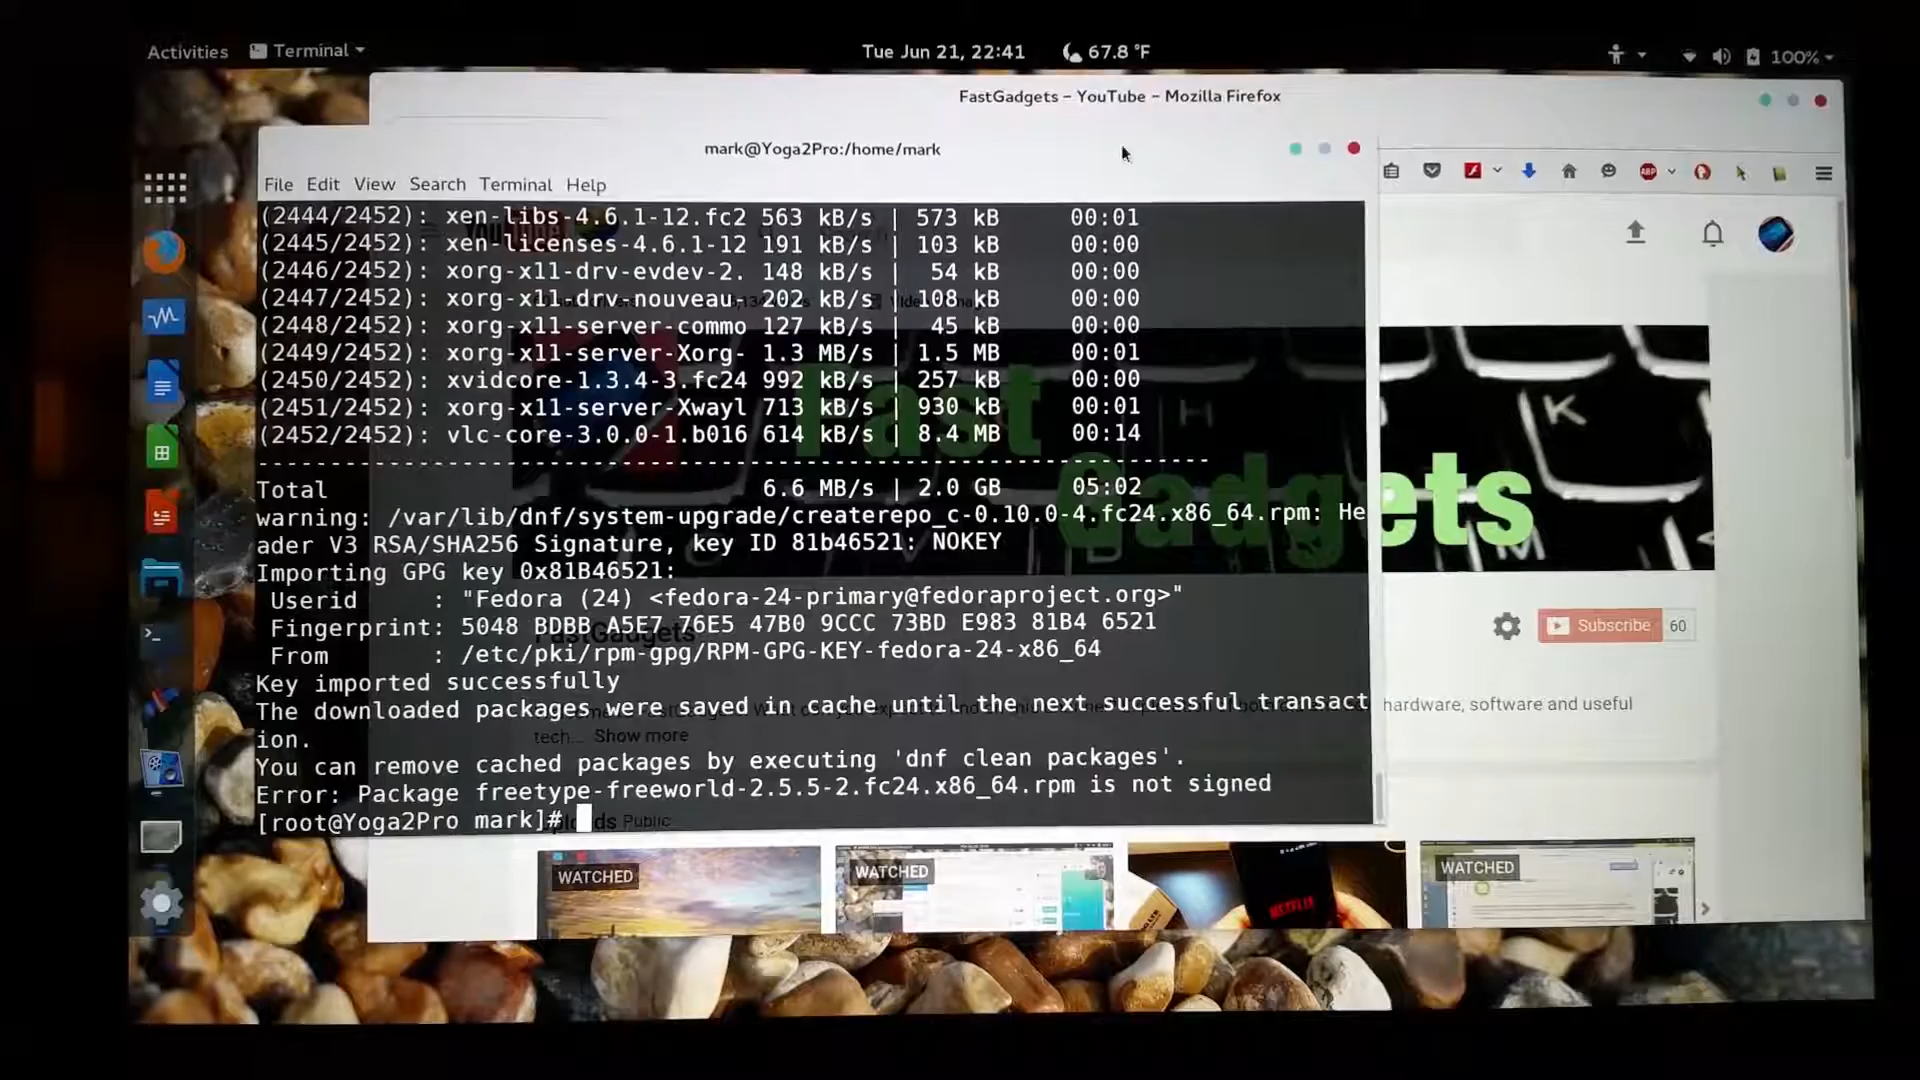 Activities Terminal Tue Jun 21, 22:41 67.8 °F 100%
FastGadgets – YouTube – Mozilla Firefox
mark@Yoga2Pro:/home/mark
File Edit View Search Terminal Help
(2444/2452): xen-libs-4.6.1-12.fc2 563 kB/s | 573 kB 00:01
(2445/2452): xen-licenses-4.6.1-12 191 kB/s | 103 kB 00:00
(2446/2452): xorg-x11-drv-evdev-2. 148 kB/s | 54 kB 00:00
(2447/2452): xorg-x11-drv-nouveau- 202 kB/s | 108 kB 00:00
(2448/2452): xorg-x11-server-commo 127 kB/s | 45 kB 00:00
(2449/2452): xorg-x11-server-Xorg- 1.3 MB/s | 1.5 MB 00:01
(2450/2452): xvidcore-1.3.4-3.fc24 992 kB/s | 257 kB 00:00
(2451/2452): xorg-x11-server-Xwayl 713 kB/s | 930 kB 00:01
(2452/2452): vlc-core-3.0.0-1.b016 614 kB/s | 8.4 MB 00:14
--------------------------------------------------------------------------------
Total 6.6 MB/s | 2.0 GB 05:02
warning: /var/lib/dnf/system-upgrade/createrepo_c-0.10.0-4.fc24.x86_64.rpm: He
ader V3 RSA/SHA256 Signature, key ID 81b46521: NOKEY
Importing GPG key 0x81B46521:
Userid : "Fedora (24) <fedora-24-primary@fedoraproject.org>"
Fingerprint: 5048 BDBB A5E7 76E5 47B0 9CCC 73BD E983 81B4 6521
From : /etc/pki/rpm-gpg/RPM-GPG-KEY-fedora-24-x86_64
Key imported successfully
The downloaded packages were saved in cache until the next successful transact
ion.
You can remove cached packages by executing 'dnf clean packages'.
Error: Package freetype-freeworld-2.5.5-2.fc24.x86_64.rpm is not signed
[root@Yoga2Pro mark]#
ABP
Fast
Gadgets
H
K
M
FastGadgets
Subscribe 60
hardware, software and useful
tech... Show more
Uploads Public
WATCHED
WATCHED
NETFLIX
WATCHED